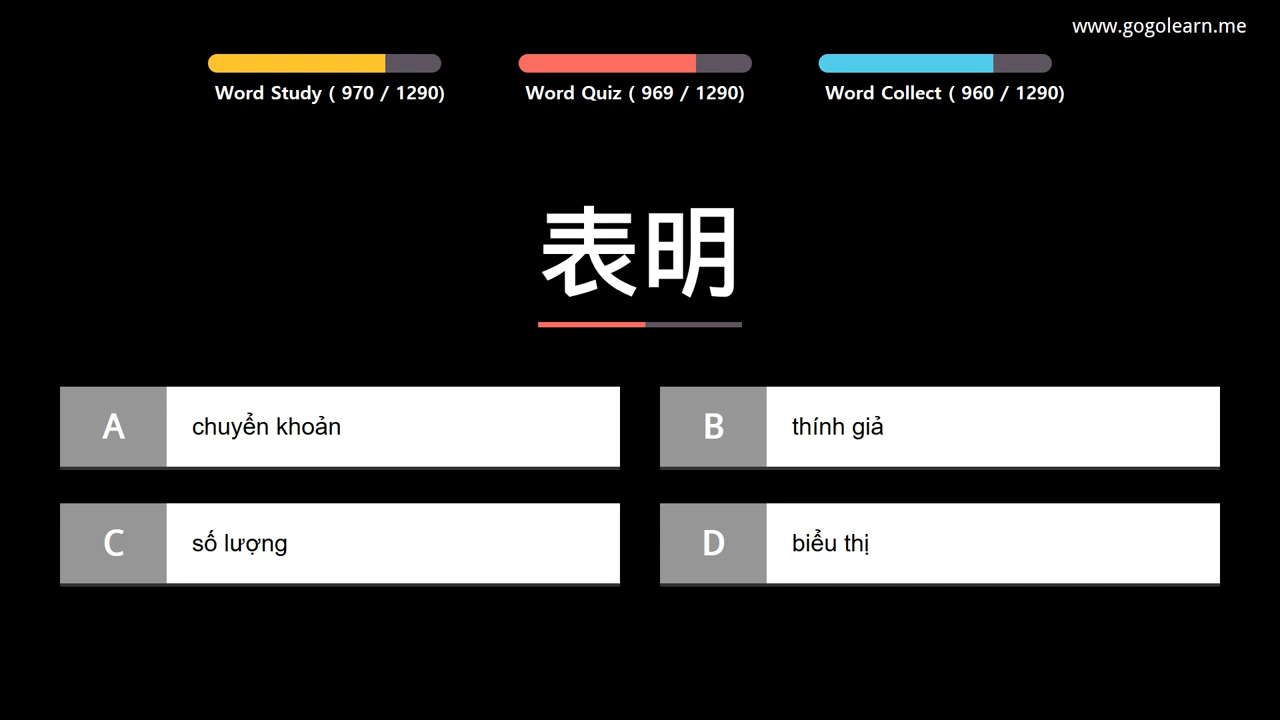 www.gogolearn.me
Word Study ( 970 / 1290)
Word Quiz ( 969 / 1290)
Word Collect ( 960 / 1290)
表明
A
chuyển khoản
B
thính giả
C
số lượng
D
biểu thị